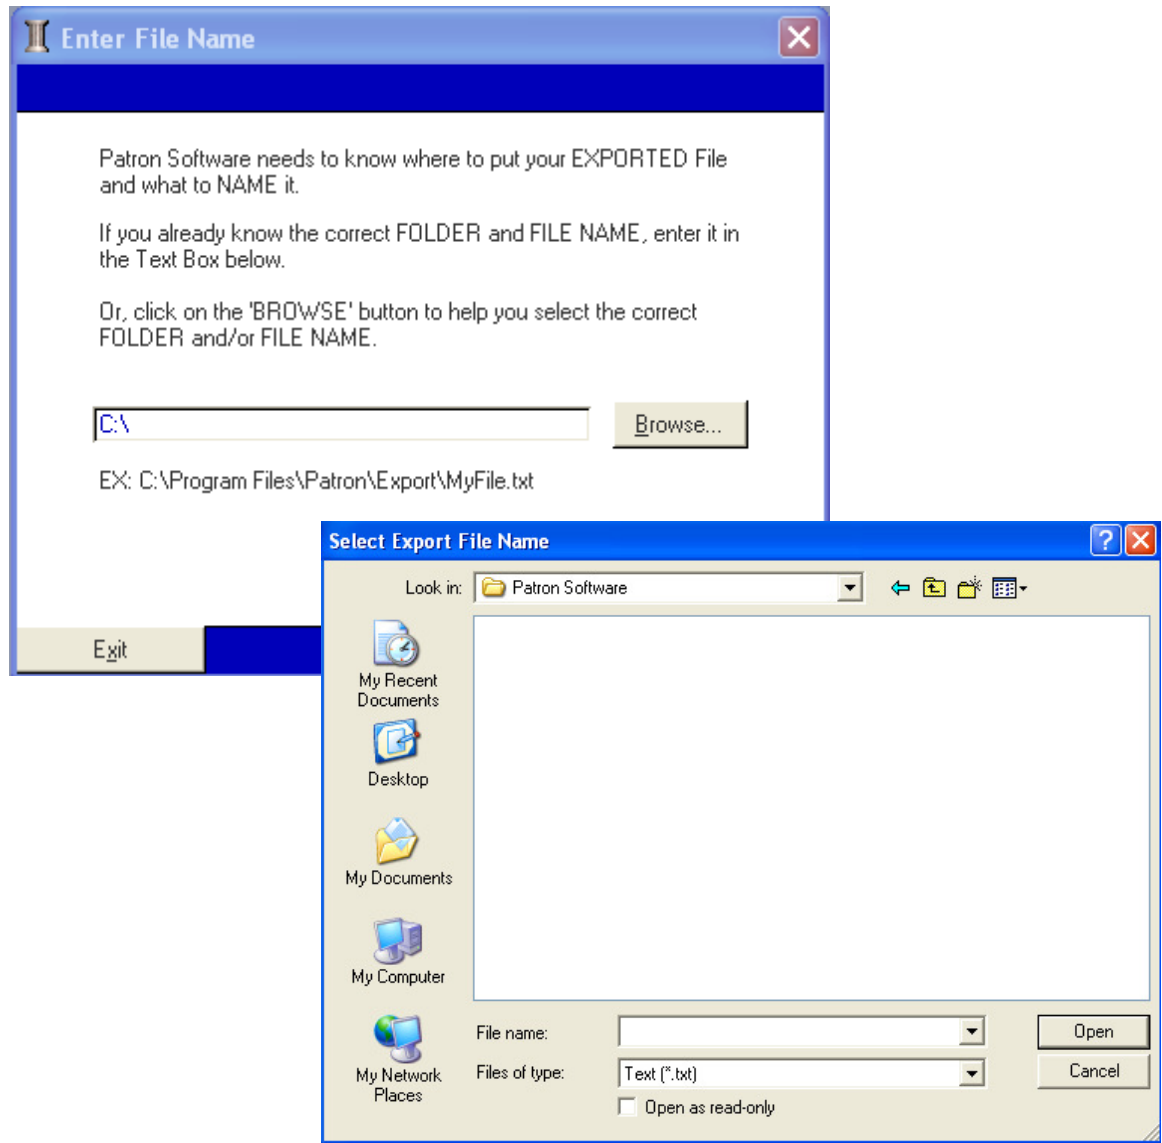 Enter File Name
Patron Software needs to know where to put your EXPORTED File
and what to NAME it.
If you already know the correct FOLDER and FILE NAME, enter it in
the Text Box below.
Or, click on the 'BROWSE' button to help you select the correct
FOLDER and/or FILE NAME.
C:\
Browse...
EX: C:\Program Files\Patron\Export\MyFile.txt
Exit
Select Export File Name
?
Look in:
Patron Software
My Recent
Documents
Desktop
My Documents
My Computer
My Network
Places
File name:
Open
Files of type:
Text (*.txt)
Cancel
Open as read-only